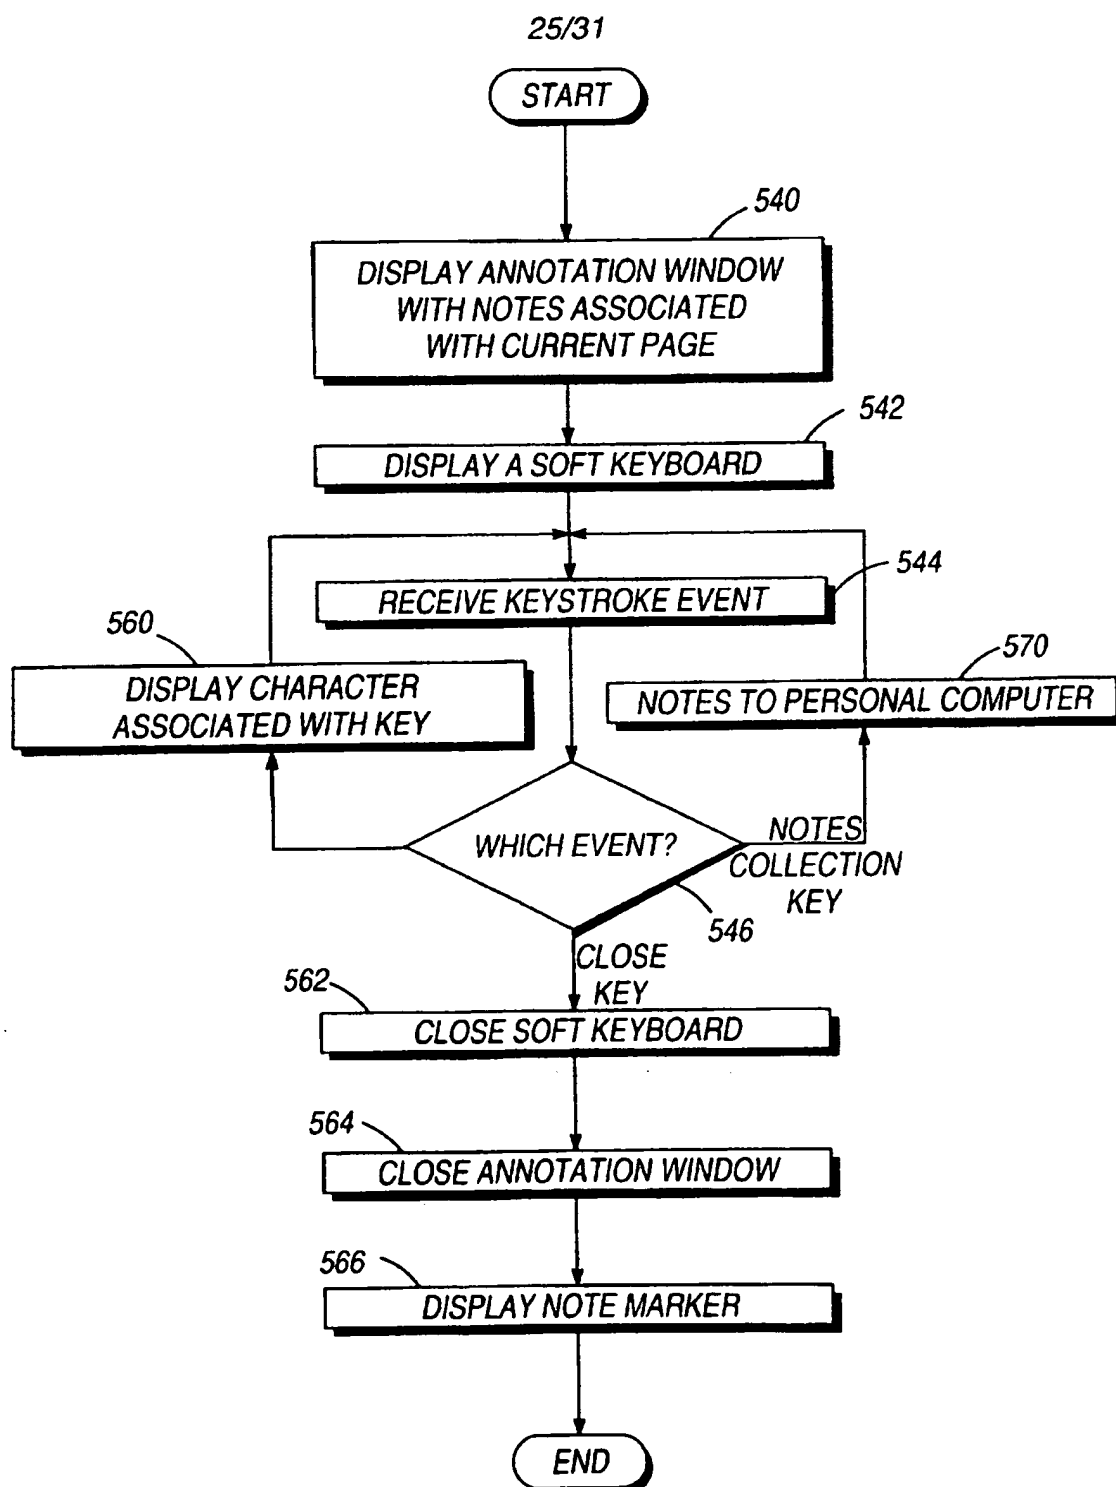 25/31
START
540
DISPLAY ANNOTATION WINDOW
WITH NOTES ASSOCIATED
WITH CURRENT PAGE
542
DISPLAY A SOFT KEYBOARD
544
RECEIVE KEYSTROKE EVENT
560
DISPLAY CHARACTER
ASSOCIATED WITH KEY
570
NOTES TO PERSONAL COMPUTER
WHICH EVENT?
NOTES
COLLECTION
KEY
546
CLOSE
KEY
562
CLOSE SOFT KEYBOARD
564
CLOSE ANNOTATION WINDOW
566
DISPLAY NOTE MARKER
END